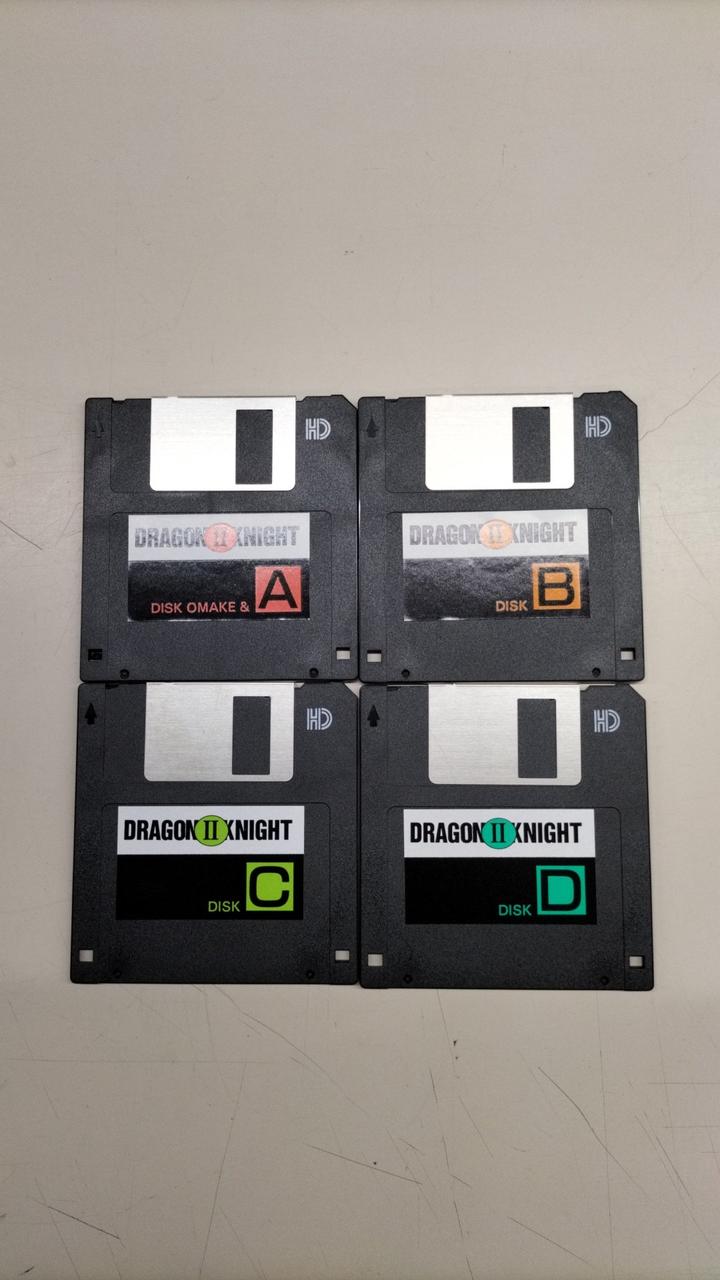 HD
DRAGON II KNIGHT
DISK OMAKE & A
HD
DRAGON II KNIGHT
DISK B
HD
DRAGON II KNIGHT
DISK C
HD
DRAGON II KNIGHT
DISK D